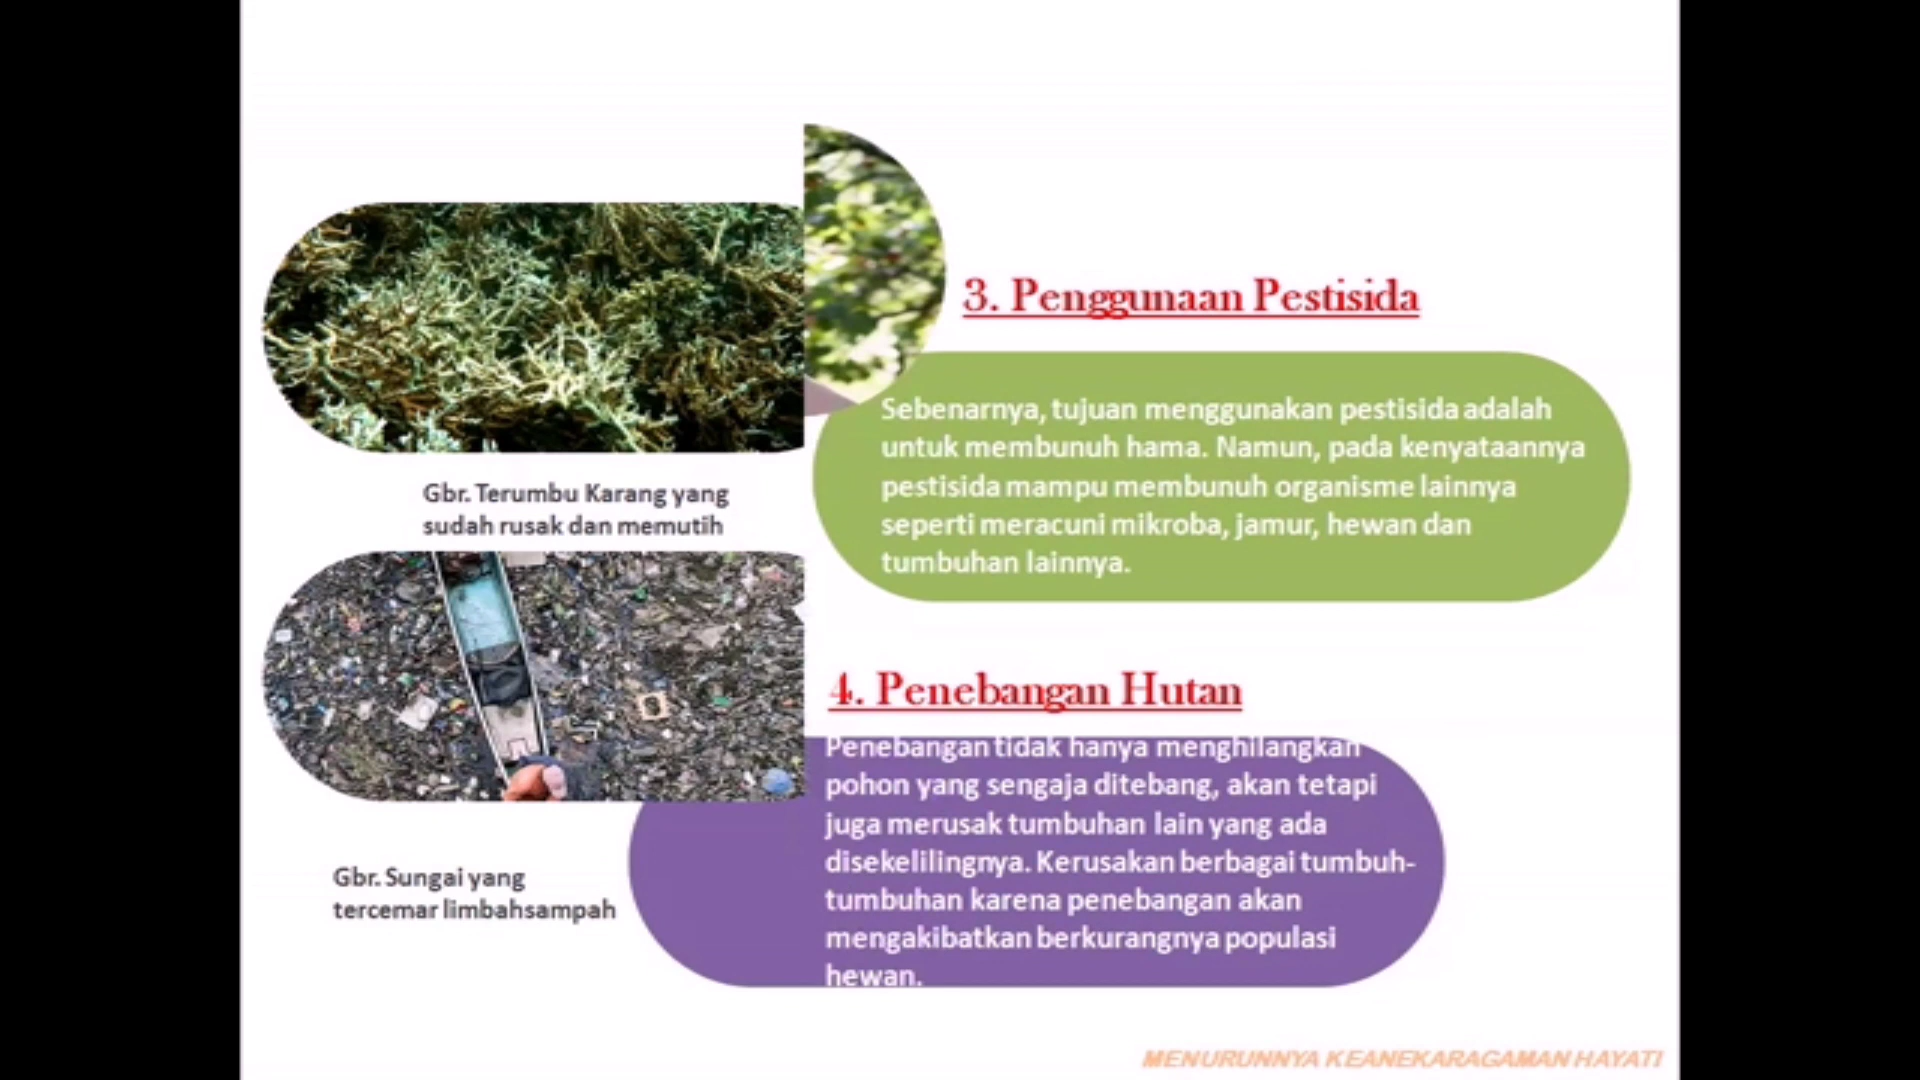 3. Penggunaan Pestisida
Sebenarnya, tujuan menggunakan pestisida adalah
untuk membunuh hama. Namun, pada kenyataannya
pestisida mampu membunuh organisme lainnya
seperti meracuni mikroba, jamur, hewan dan
tumbuhan lainnya.
Gbr. Terumbu Karang yang
sudah rusak dan memutih
4. Penebangan Hutan
Penebangan tidak hanya menghilangkan
pohon yang sengaja ditebang, akan tetapi
juga merusak tumbuhan lain yang ada
disekelilingnya. Kerusakan berbagai tumbuh-
tumbuhan karena penebangan akan
mengakibatkan berkurangnya populasi
hewan.
Gbr. Sungai yang
tercemar limbahsampah
MENURUNNYA KEANEKARAGAMAN HAYATI